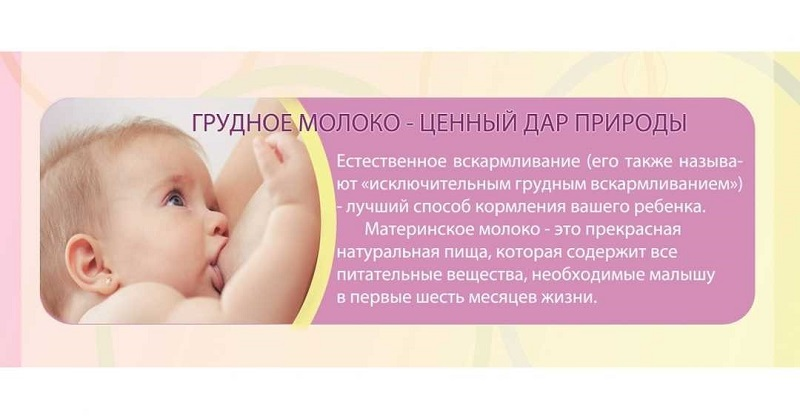 ГРУДНОЕ МОЛОКО - ЦЕННЫЙ ДАР ПРИРОДЫ
Естественное вскармливание (его также называ-
ют «исключительным грудным вскармливанием»)
- лучший способ кормления вашего ребенка.
Материнское молоко - это прекрасная
натуральная пища, которая содержит все
питательные вещества, необходимые малышу
в первые шесть месяцев жизни.